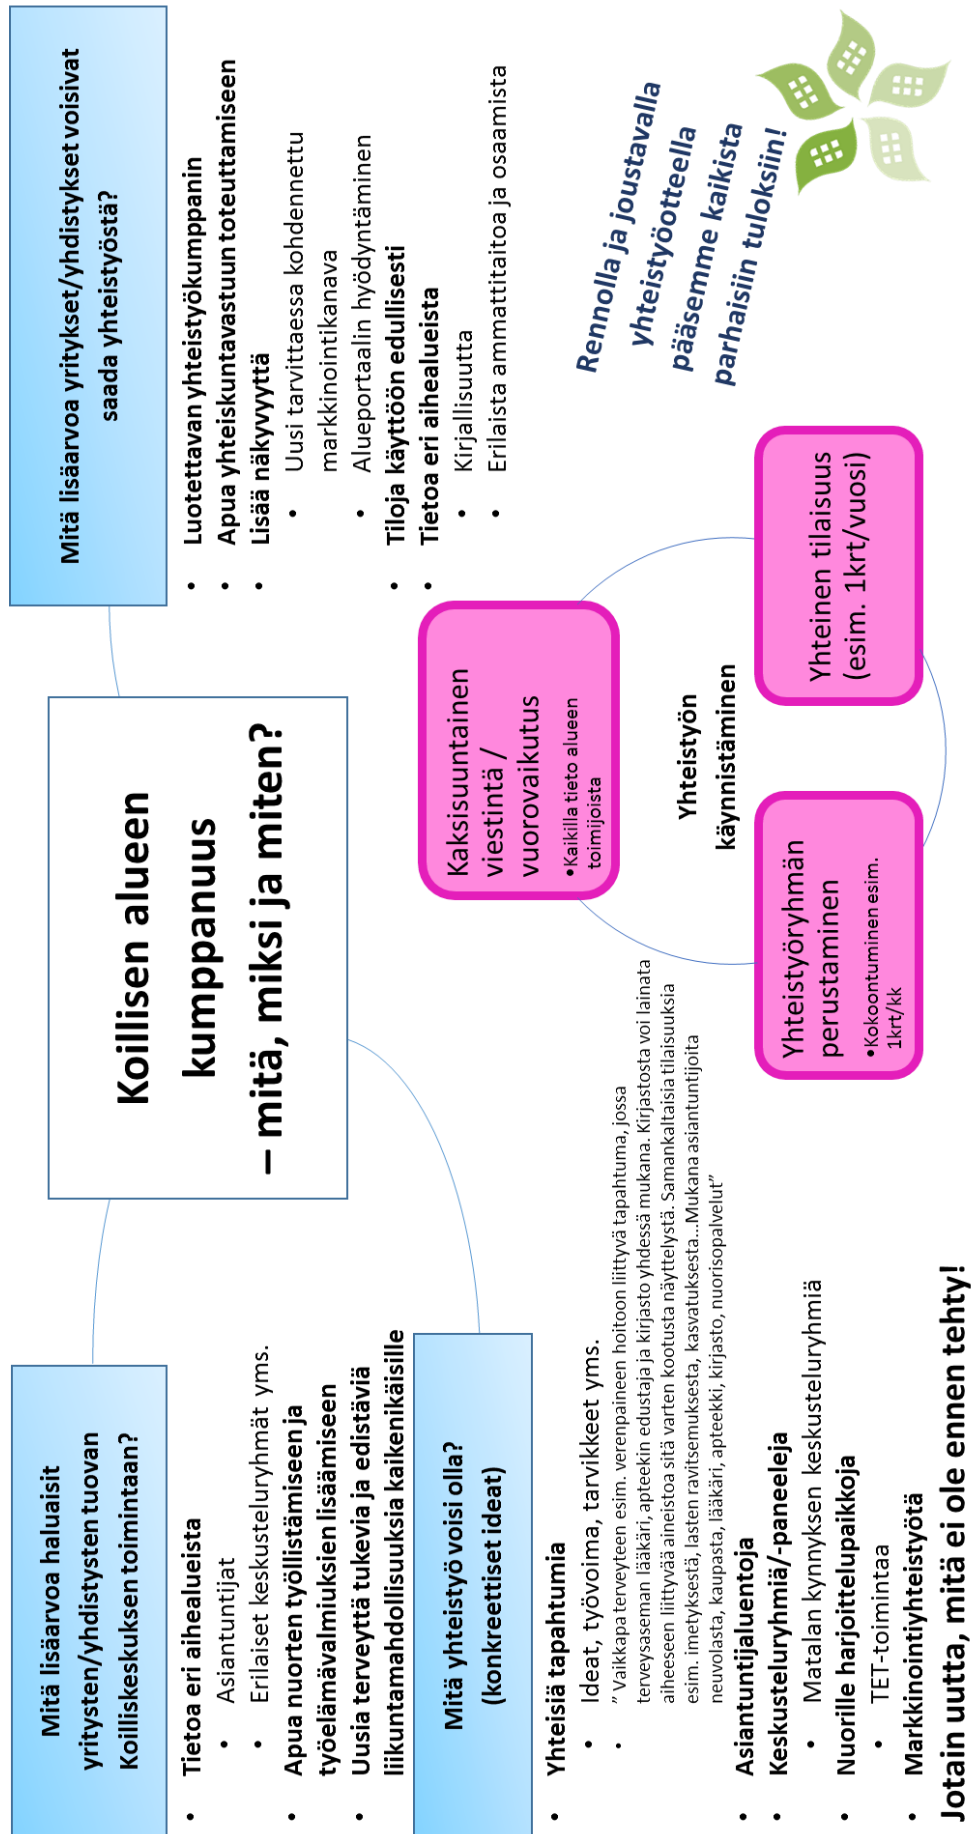 Koillisen alueen
kumppanuus
– mitä, miksi ja miten?
Mitä lisäarvoa haluaisit
yritysten/yhdistysten tuovan
Koilliskeskuksen toimintaan?
• Tietoa eri aihealueista
• Asiantuntijat
• Erilaiset keskusteluryhmät yms.
• Apua nuorten työllistämiseen ja
työelämävalmiuksien lisäämiseen
• Uusia terveyttä tukevia ja edistäviä
liikuntamahdollisuuksia kaikenikäisille
Mitä lisäarvoa yritykset/yhdistykset voisivat
saada yhteistyöstä?
• Luotettavan yhteistyökumppanin
• Apua yhteiskuntavastuun toteuttamiseen
• Lisää näkyvyyttä
• Uusi tarvittaessa kohdennettu
markkinointikanava
• Alueportaalin hyödyntäminen
• Tiloja käyttöön edullisesti
• Tietoa eri aihealueista
• Kirjallisuutta
• Erilaista ammattitaitoa ja osaamista
Mitä yhteistyö voisi olla?
(konkreettiset ideat)
• Yhteisiä tapahtumia
• Ideat, työvoima, tarvikkeet yms.
• " Vaikkapa terveyteen esim. verenpaineen hoitoon liittyvä tapahtuma, jossa
terveysaseman lääkäri, apteekin edustaja ja kirjasto yhdessä mukana. Kirjastosta voi lainata
aiheeseen liittyvää aineistoa sitä varten kootusta näyttelystä. Samankaltaisia tilaisuuksia
esim. imetyksestä, lasten ravitsemuksesta, kasvatuksesta...Mukana asiantuntijoita
neuvolasta, kaupasta, lääkäri, apteekki, kirjasto, nuorisopalvelut"
• Asiantuntijaluentoja
• Keskusteluryhmiä/-paneeleja
• Matalan kynnyksen keskusteluryhmiä
• Nuorille harjoittelupaikkoja
• TET-toimintaa
• Markkinointiyhteistyötä
Jotain uutta, mitä ei ole ennen tehty!
Kaksisuuntainen
viestintä /
vuorovaikutus
•Kaikilla tieto alueen
toimijoista
Yhteistyön
käynnistäminen
Yhteistyöryhmän
perustaminen
•Kokoontuminen esim.
1krt/kk
Yhteinen tilaisuus
(esim. 1krt/vuosi)
Rennolla ja joustavalla
yhteistyöotteella
pääsemme kaikista
parhaisiin tuloksiin!